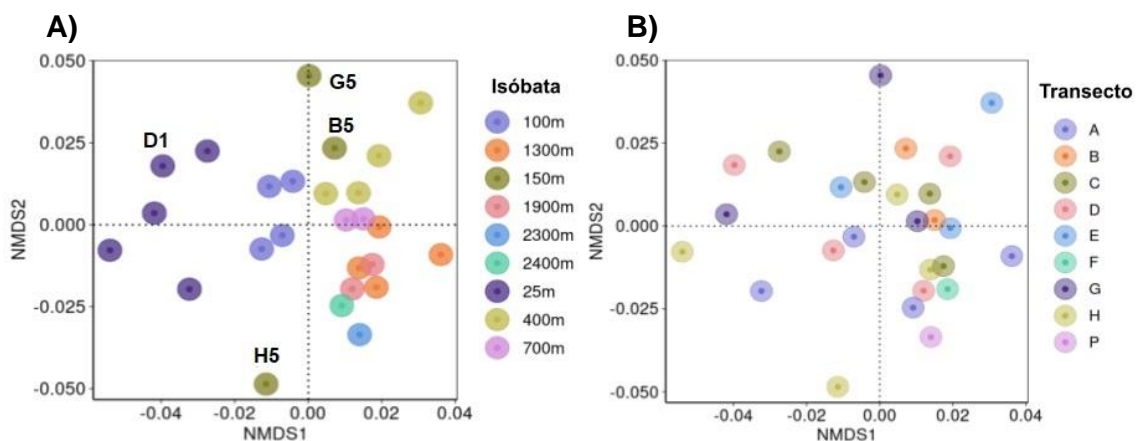 A)
B)
0.050
0.025
0.000
-0.025
-0.050
NMDS2
-0.04
-0.02
0.00
0.02
0.04
NMDS1
G5
B5
D1
H5
Isóbata
100m
1300m
150m
1900m
2300m
2400m
25m
400m
700m
0.050
0.025
0.000
-0.025
-0.050
NMDS2
-0.04
-0.02
0.00
0.02
0.04
NMDS1
Transecto
A
B
C
D
E
F
G
H
P